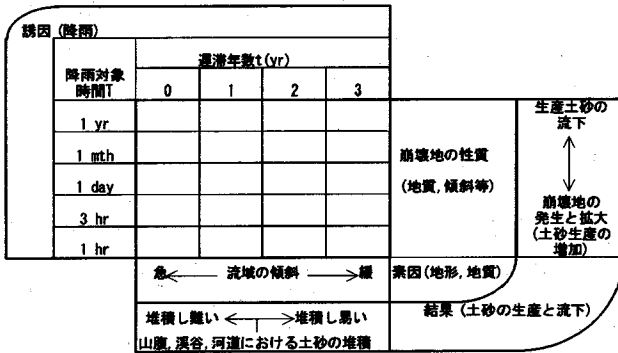 誘因(降雨)
遅滞年数t(yr)
降雨対象
時間T
0 1 2 3
1 yr
1 mth
1 day
3 hr
1 hr
崩壊地の性質
(地質,傾斜等)
生産土砂の
流下
崩壊地の
発生と拡大
(土砂生産の
増加)
急 ← 流域の傾斜 → 緩
素因(地形,地質)
堆積し難い ←→ 堆積し易い
山腹,渓谷,河道における土砂の堆積
結果(土砂の生産と流下)